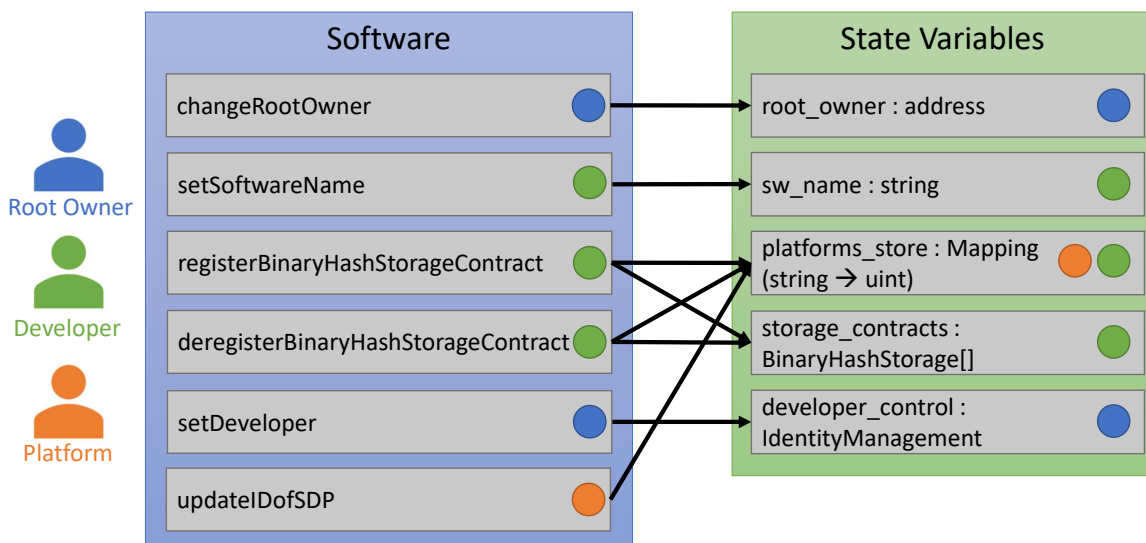 Software
State Variables
Root Owner
Developer
Platform
changeRootOwner
setSoftwareName
registerBinaryHashStorageContract
deregisterBinaryHashStorageContract
setDeveloper
updateIDofSDP
root_owner : address
sw_name : string
platforms_store : Mapping
(string → uint)
storage_contracts :
BinaryHashStorage[]
developer_control :
IdentityManagement